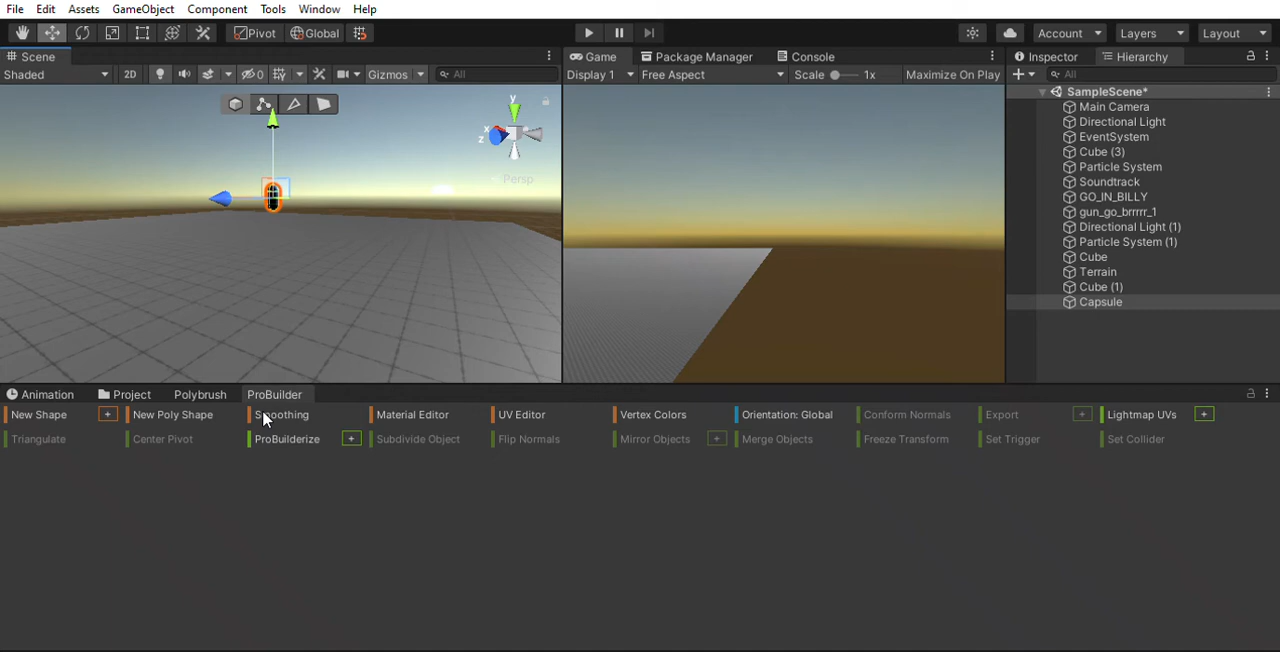 File Edit Assets GameObject Component Tools Window Help
Pivot Global Account Layers Layout
Scene Game Package Manager Console Inspector Hierarchy
Shaded 2D 0 Gizmos All Display 1 Free Aspect Scale 1x Maximize On Play All
SampleScene*
Main Camera
Directional Light
EventSystem
Cube (3)
Particle System
Soundtrack
GO_IN_BILLY
gun_go_brrrrr_1
Directional Light (1)
Particle System (1)
Cube
Terrain
Cube (1)
Capsule
y
x
z
Persp
Animation Project Polybrush ProBuilder
New Shape + New Poly Shape Smoothing Material Editor UV Editor Vertex Colors Orientation: Global Conform Normals Export + Lightmap UVs +
Triangulate Center Pivot ProBuilderize + Subdivide Object Flip Normals Mirror Objects + Merge Objects Freeze Transform Set Trigger Set Collider